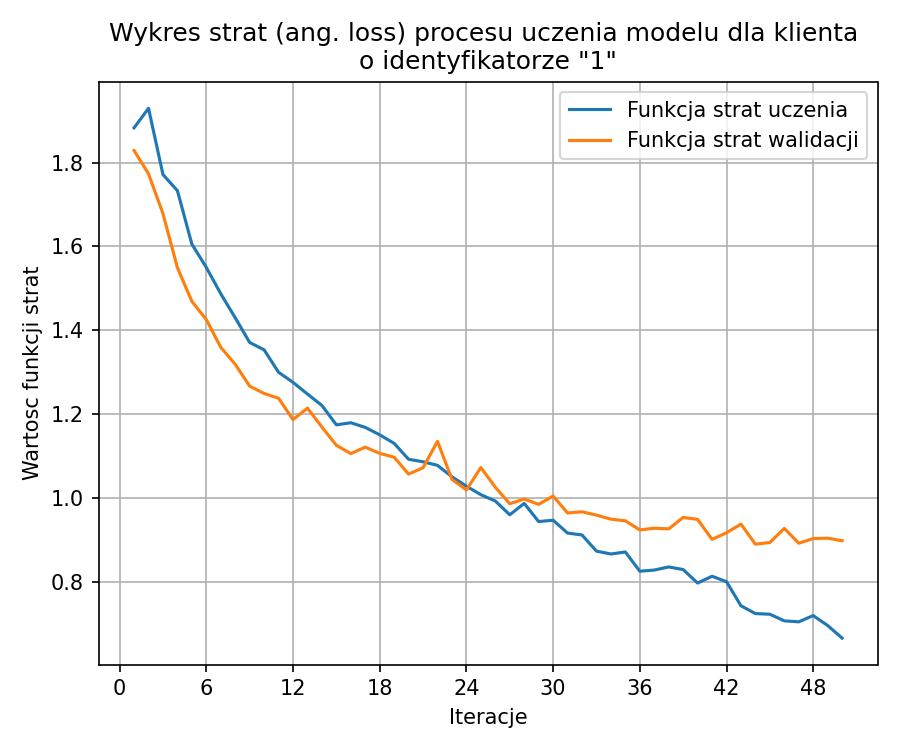 Wykres strat (ang. loss) procesu uczenia modelu dla klienta
o identyfikatorze "1"
Funkcja strat uczenia
Funkcja strat walidacji
Wartosc funkcji strat
1.8
1.6
1.4
1.2
1.0
0.8
0 6 12 18 24 30 36 42 48
Iteracje